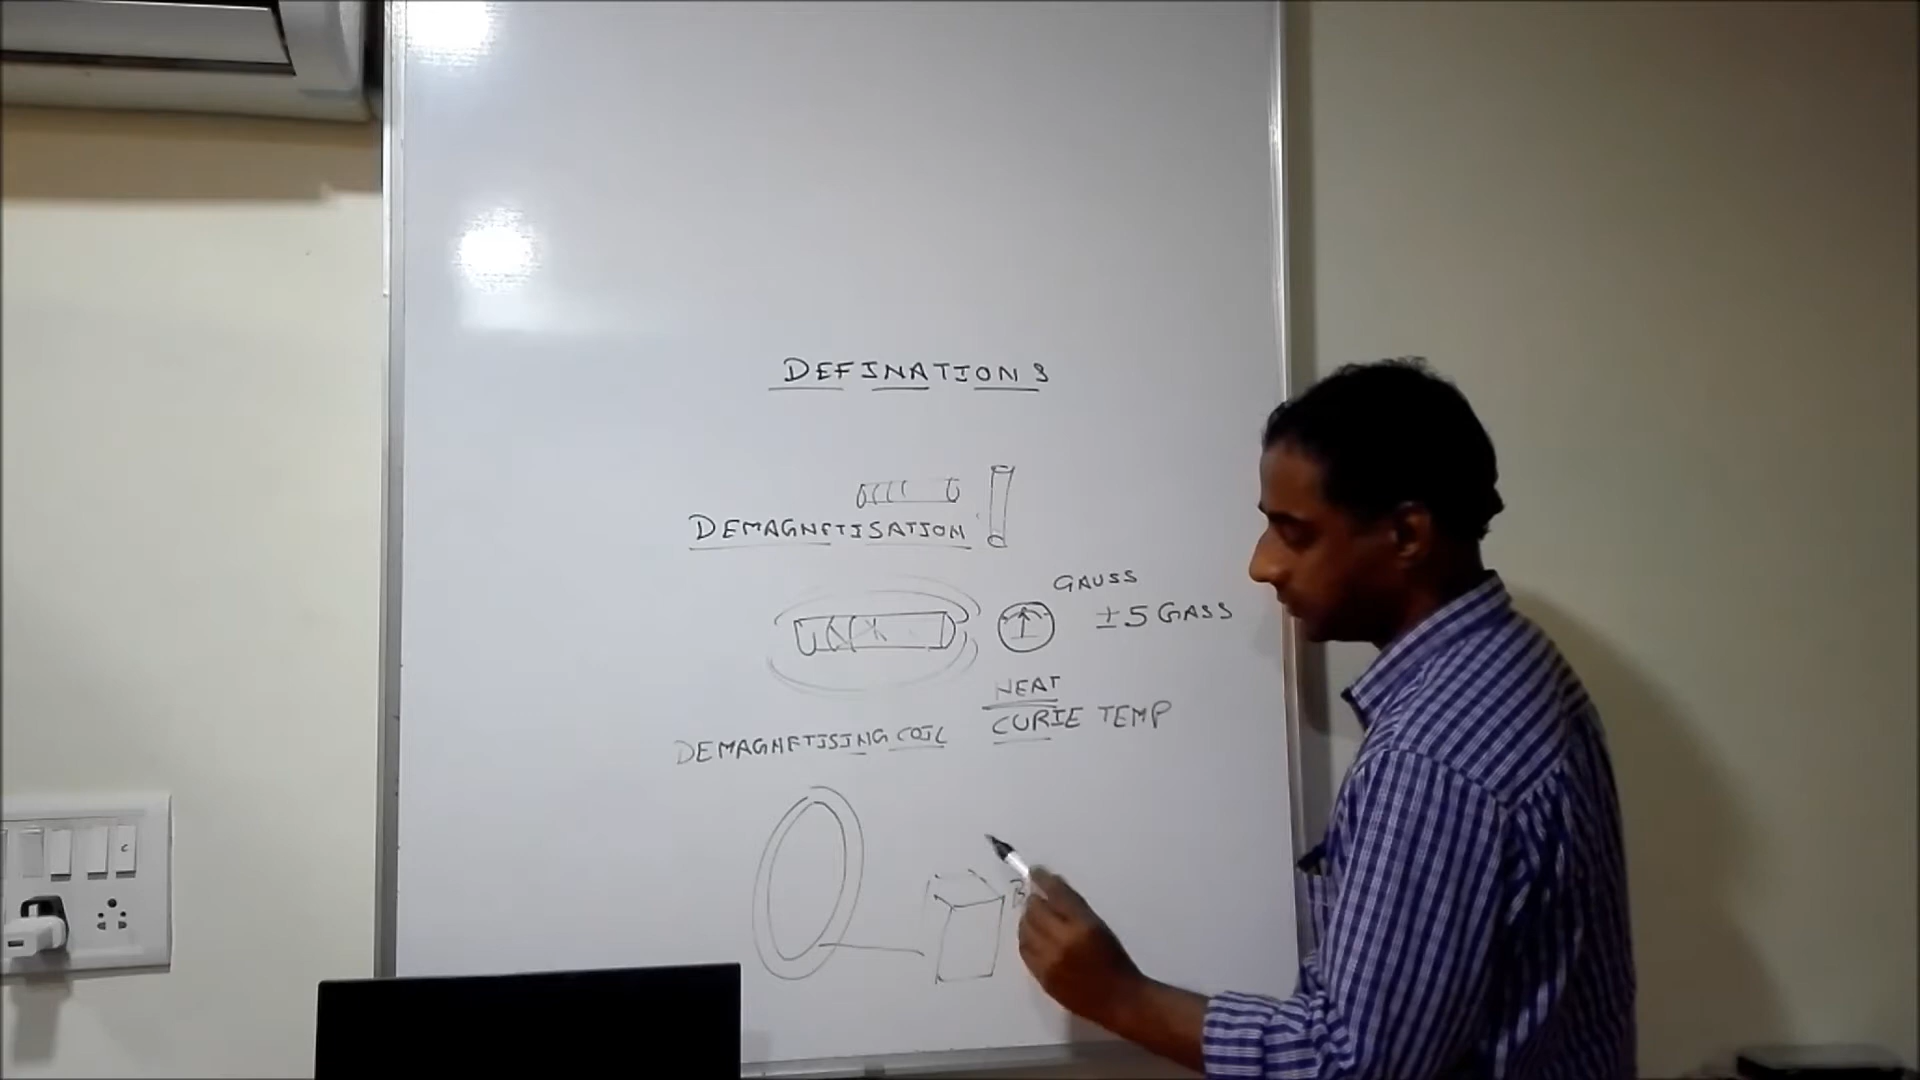 DEFINATIONS
DEMAGNETISATION
GAUSS
±5 GASS
HEAT
CURIE TEMP
DEMAGNETISING COIL